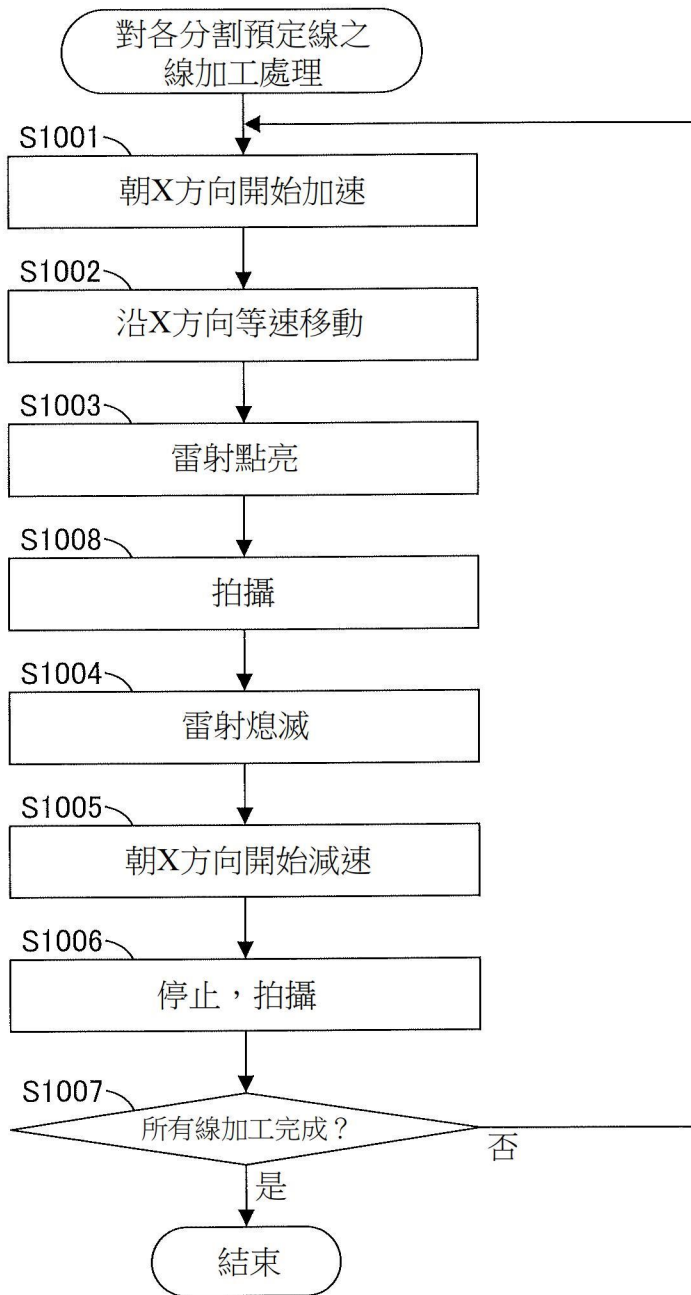 對各分割預定線之
線加工處理
S1001
朝X方向開始加速
S1002
沿X方向等速移動
S1003
雷射點亮
S1008
拍攝
S1004
雷射熄滅
S1005
朝X方向開始減速
S1006
停止，拍攝
S1007
所有線加工完成？
否
是
結束